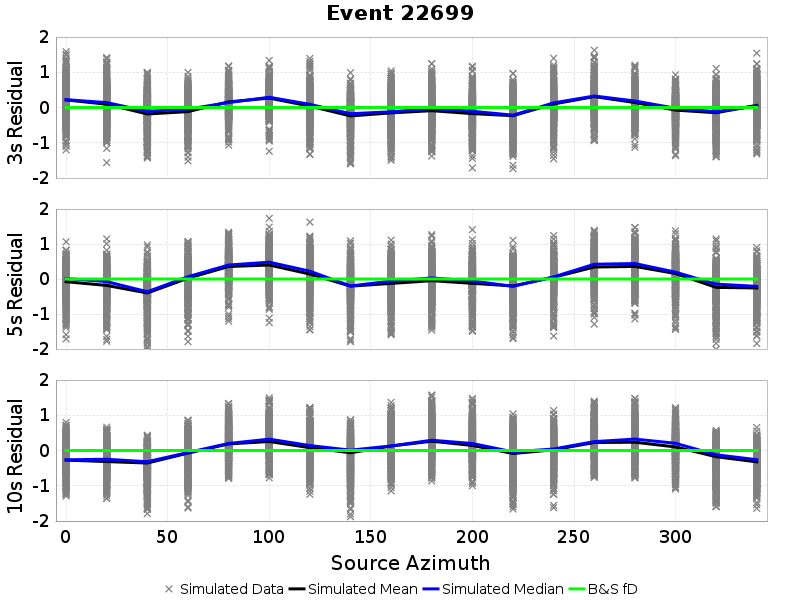 Event 22699
3s Residual
2
1
0
-1
-2
5s Residual
2
1
0
-1
-2
10s Residual
2
1
0
-1
-2
0 50 100 150 200 250 300
Source Azimuth
Simulated Data Simulated Mean Simulated Median B&S fD